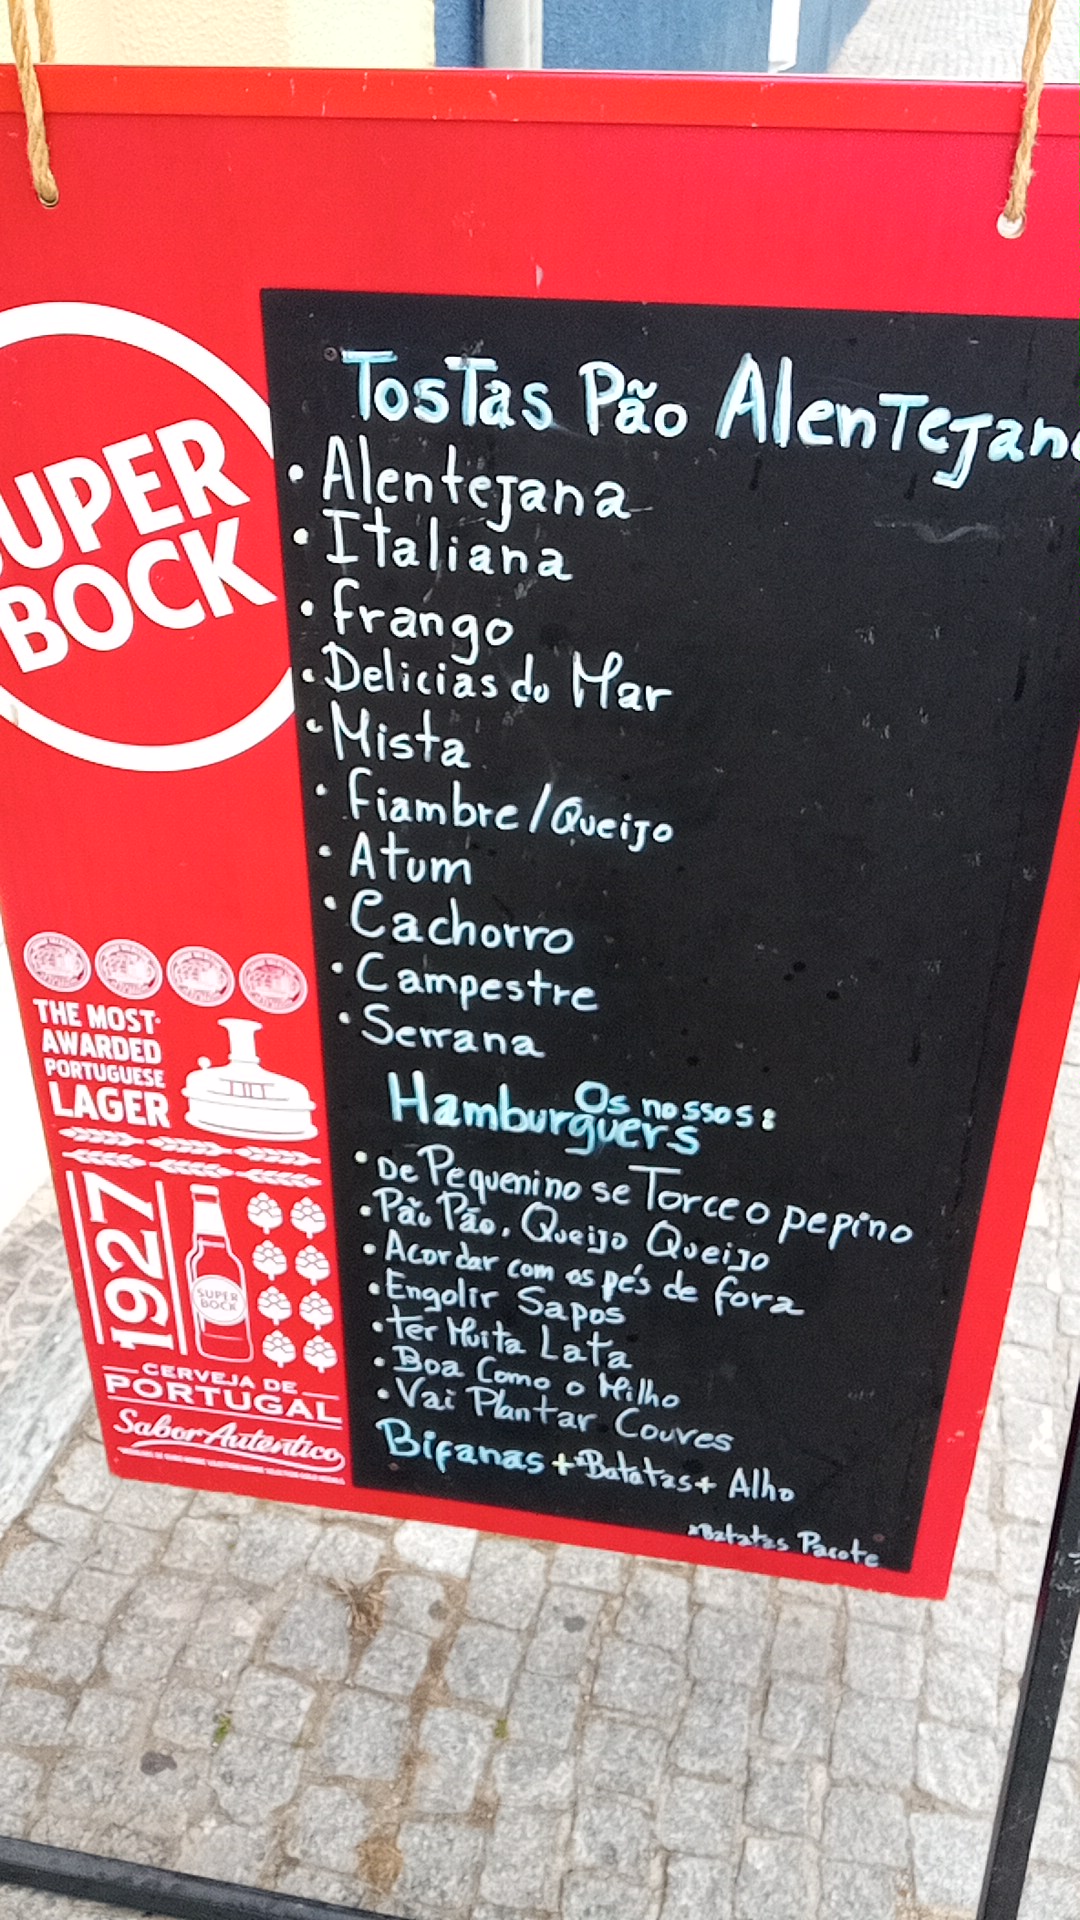 SUPER
BOCK
Tostas Pão Alentejano
• Alentejana
• Italiana
• frango
• Delicias do Mar
• Mista
• fiambre/Queijo
• Atum
• Cachorro
• Campestre
• Serrana
Os nossos:
Hamburguers
• De Pequenino se Torce o pepino
• Pão Pão, Queijo Queijo
• Acordar com os pés de fora
• Engolir Sapos
• Ter Muita Lata
• Boa Como o Milho
• Vai Plantar Couves
Bifanas + *Batatas + Alho
*Batatas Pacote
THE MOST
AWARDED
PORTUGUESE
LAGER
1927
SUPER
BOCK
CERVEJA DE
PORTUGAL
Sabor Autêntico